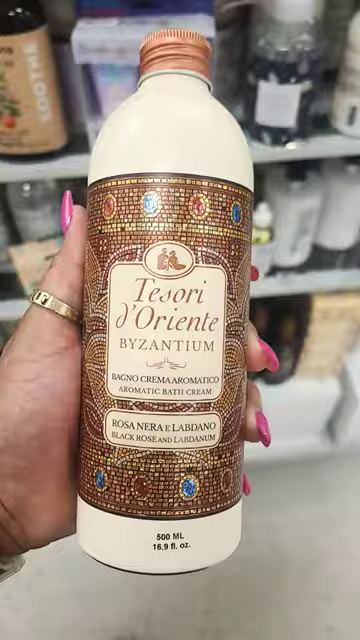 SOOTHE
Tesori
d'Oriente
BYZANTIUM
BAGNO CREMA AROMATICO
AROMATIC BATH CREAM
ROSA NERA E LABDANO
BLACK ROSE AND LABDANUM
500 ML
16.9 fl. oz.